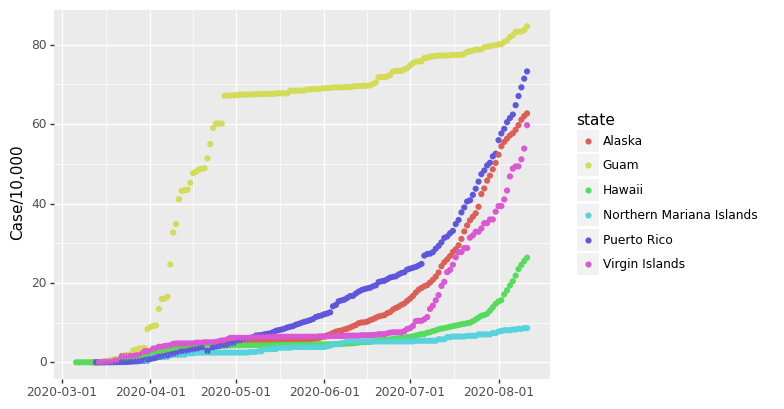 Case/10,000
80
60
40
20
0
2020-03-01 2020-04-01 2020-05-01 2020-06-01 2020-07-01 2020-08-01
state
Alaska
Guam
Hawaii
Northern Mariana Islands
Puerto Rico
Virgin Islands